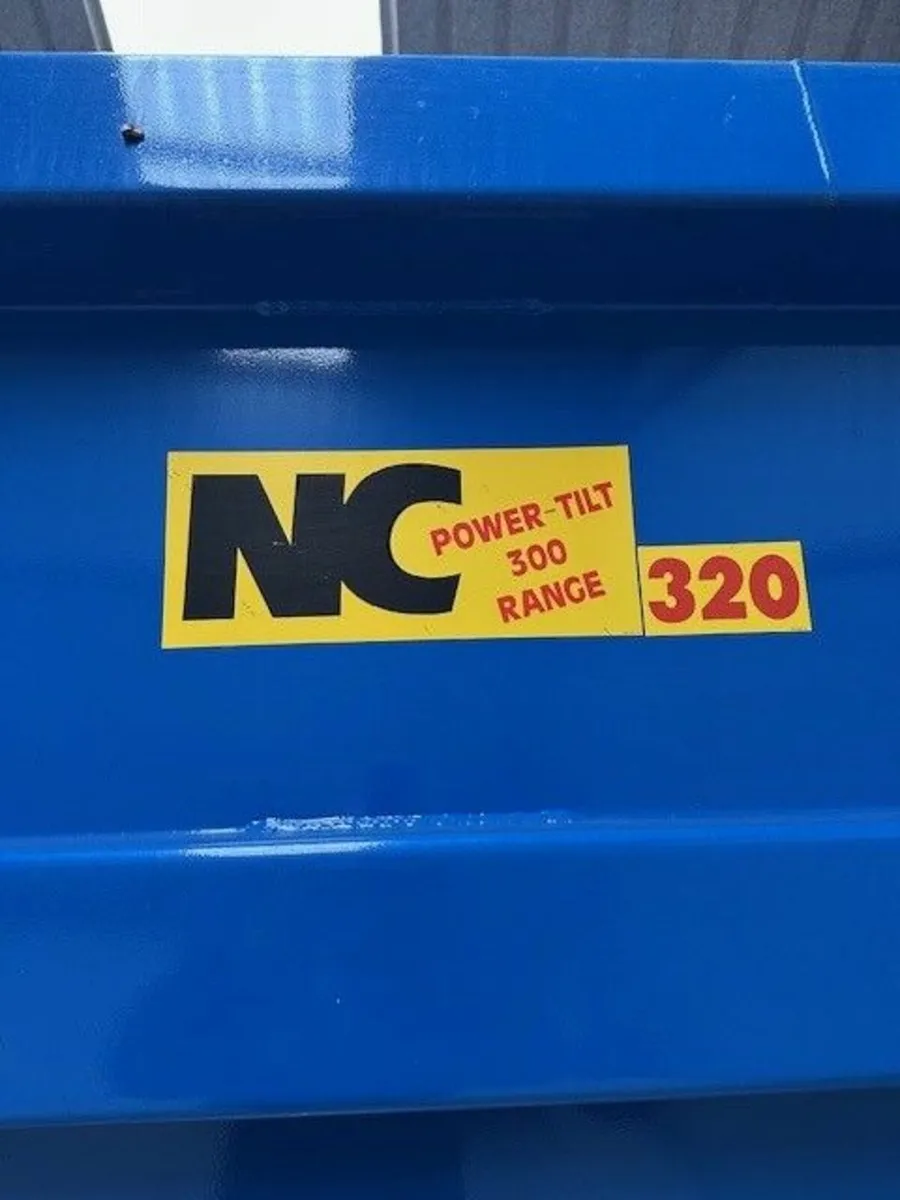 NC
POWER-TILT
300
RANGE
320